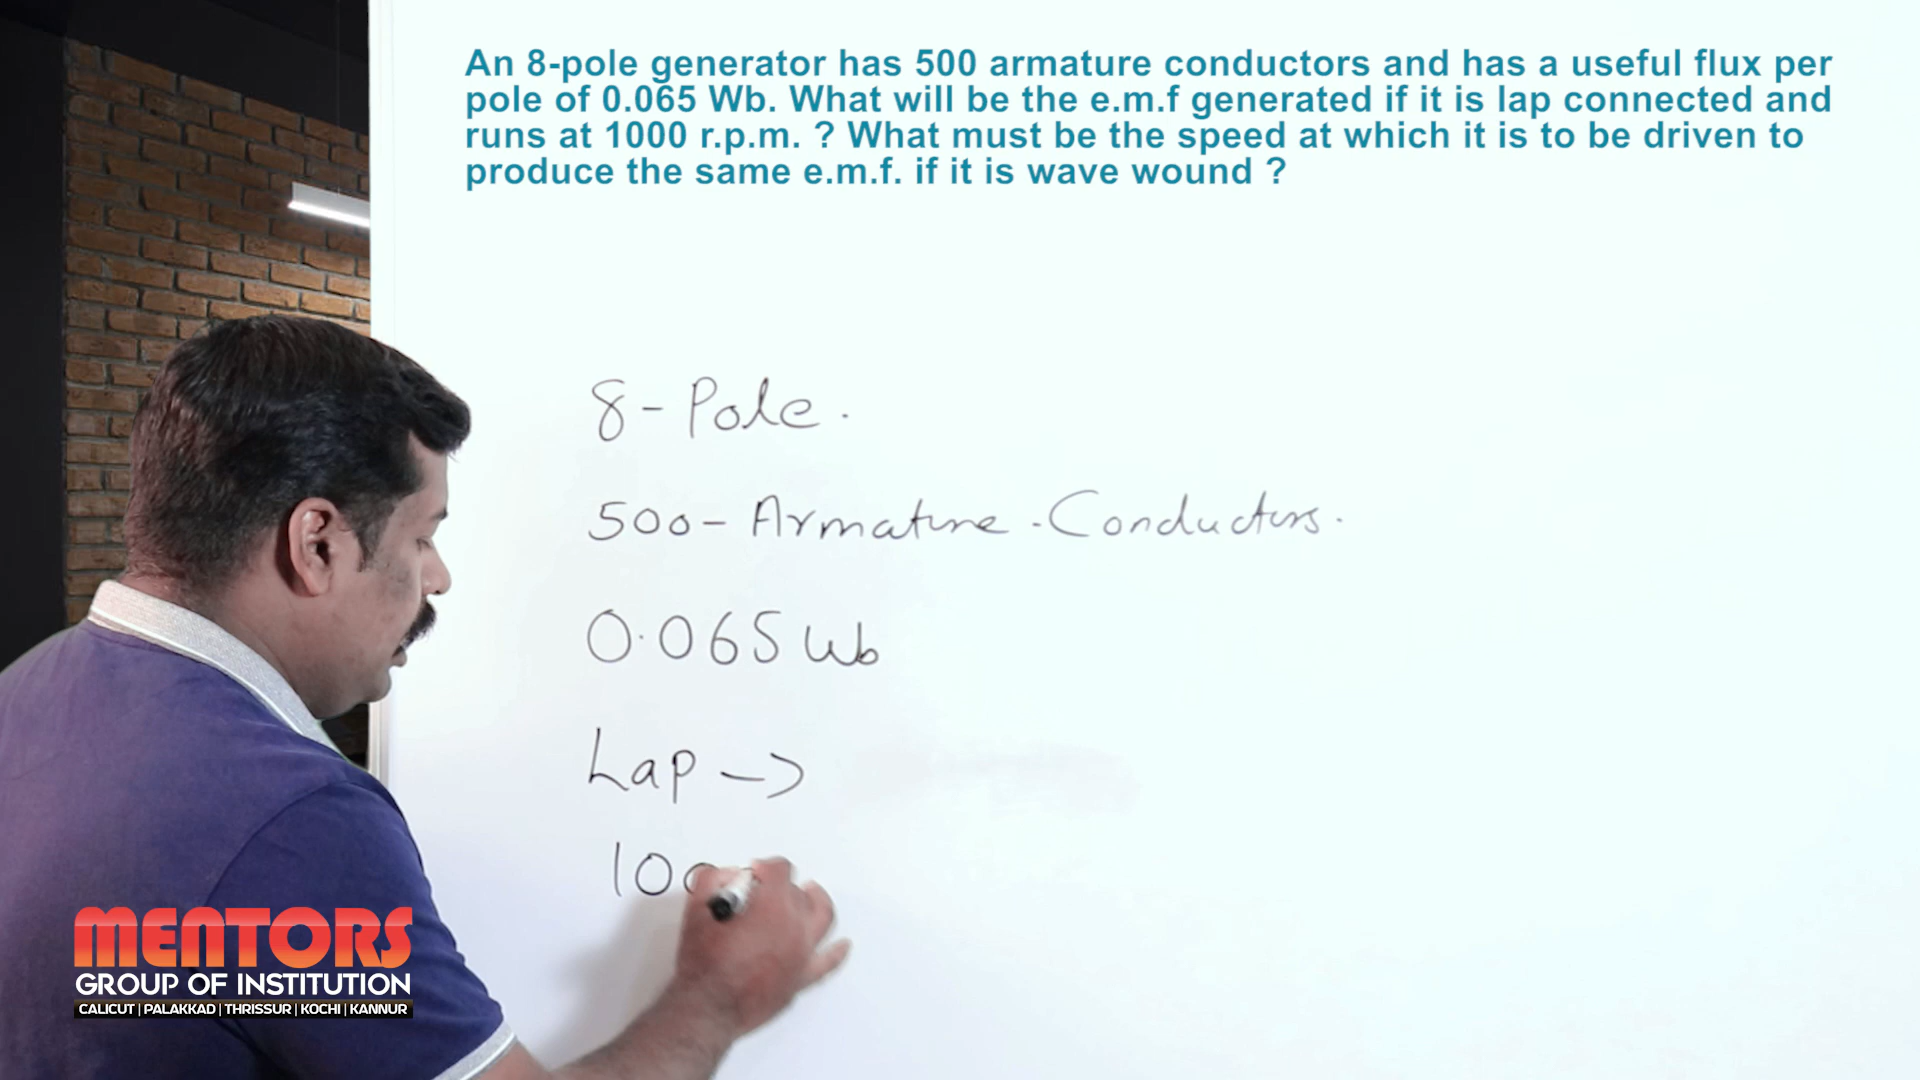 An 8-pole generator has 500 armature conductors and has a useful flux per
pole of 0.065 Wb. What will be the e.m.f generated if it is lap connected and
runs at 1000 r.p.m. ? What must be the speed at which it is to be driven to
produce the same e.m.f. if it is wave wound ?
8-Pole.
500- Armature.Conductors.
0.065 Wb
Lap ->
100
MENTORS
GROUP OF INSTITUTION
CALICUT | PALAKKAD | THRISSUR | KOCHI | KANNUR